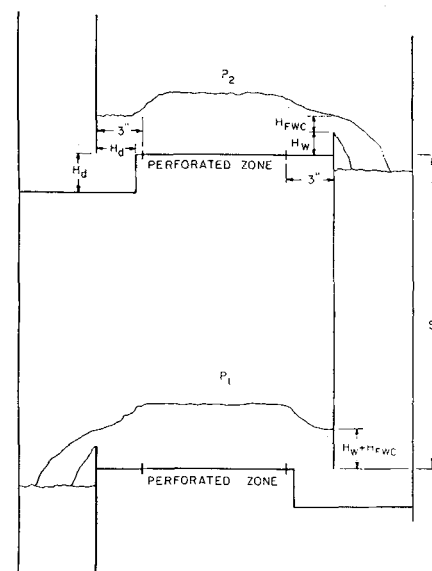 P2
3"
HFWC
Hd
HW
Hd
PERFORATED ZONE
3"
S
P1
HW+HFWC
PERFORATED ZONE